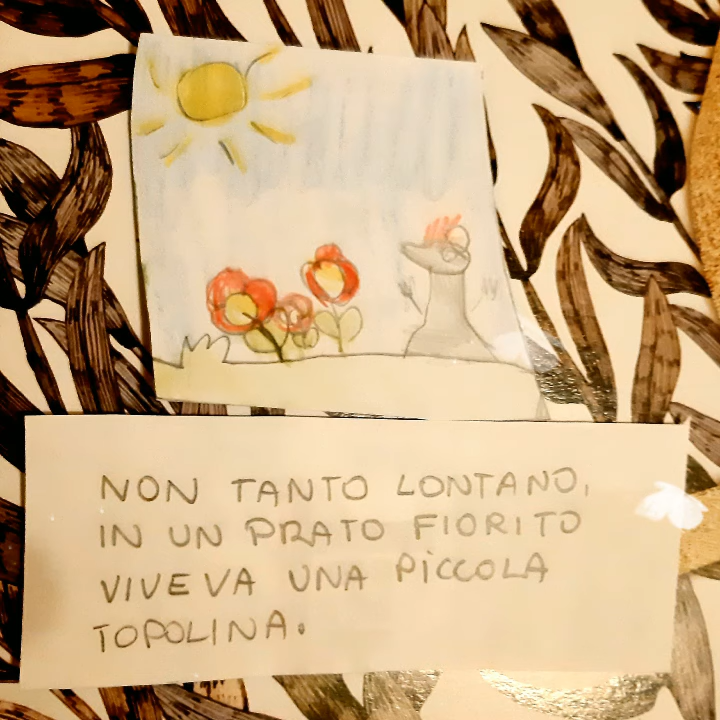 NON TANTO LONTANO,
IN UN PRATO FIORITO
VIVEVA UNA PICCOLA
TOPOLINA.